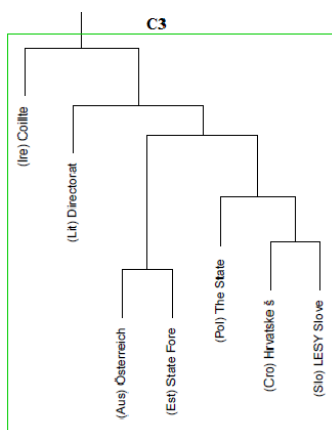 C3
(Ire) Coillte
(Lit) Directorat
(Aus) Österreich
(Est) State Fore
(Pol) The State
(Cro) Hrvatske š
(Slo) LESY Slove